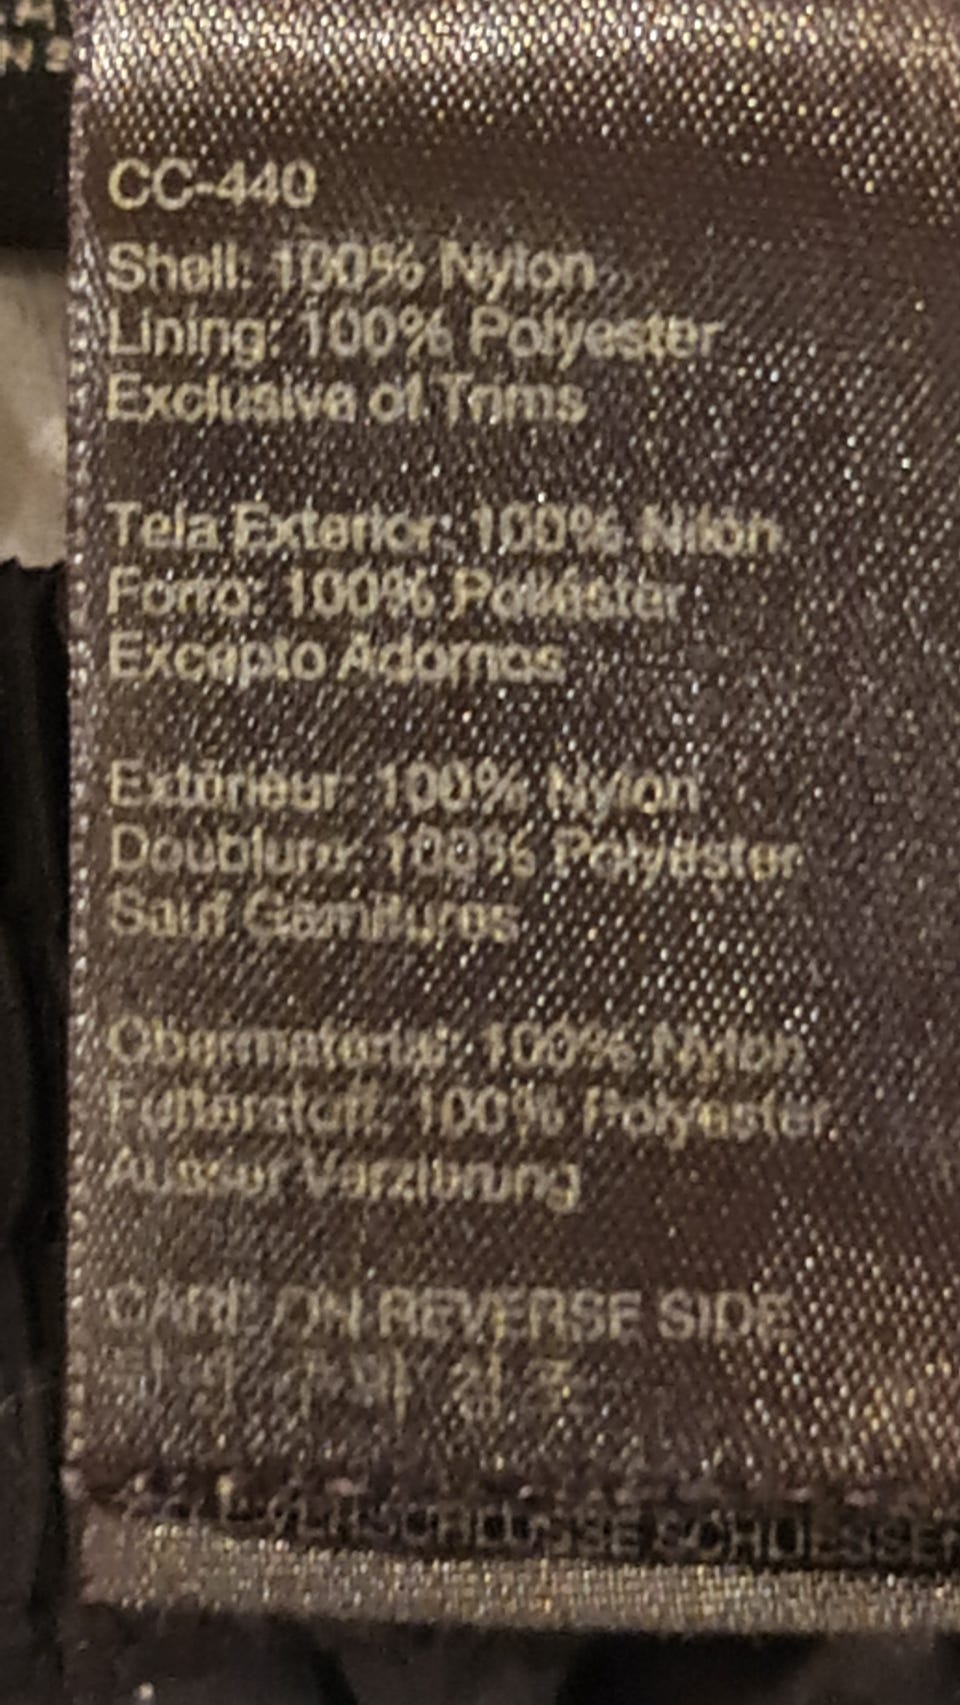 CC-440
Shell: 100% Nylon
Lining: 100% Polyester
Exclusive of Trims
Tela Exterior: 100% Nilón
Forro: 100% Poliéster
Excepto Adornos
Extérieur: 100% Nylon
Doublure: 100% Polyester
Sauf Garnitures
Obermaterial: 100% Nylon
Futterstoff: 100% Polyester
Ausser Verzierung
CARE ON REVERSE SIDE